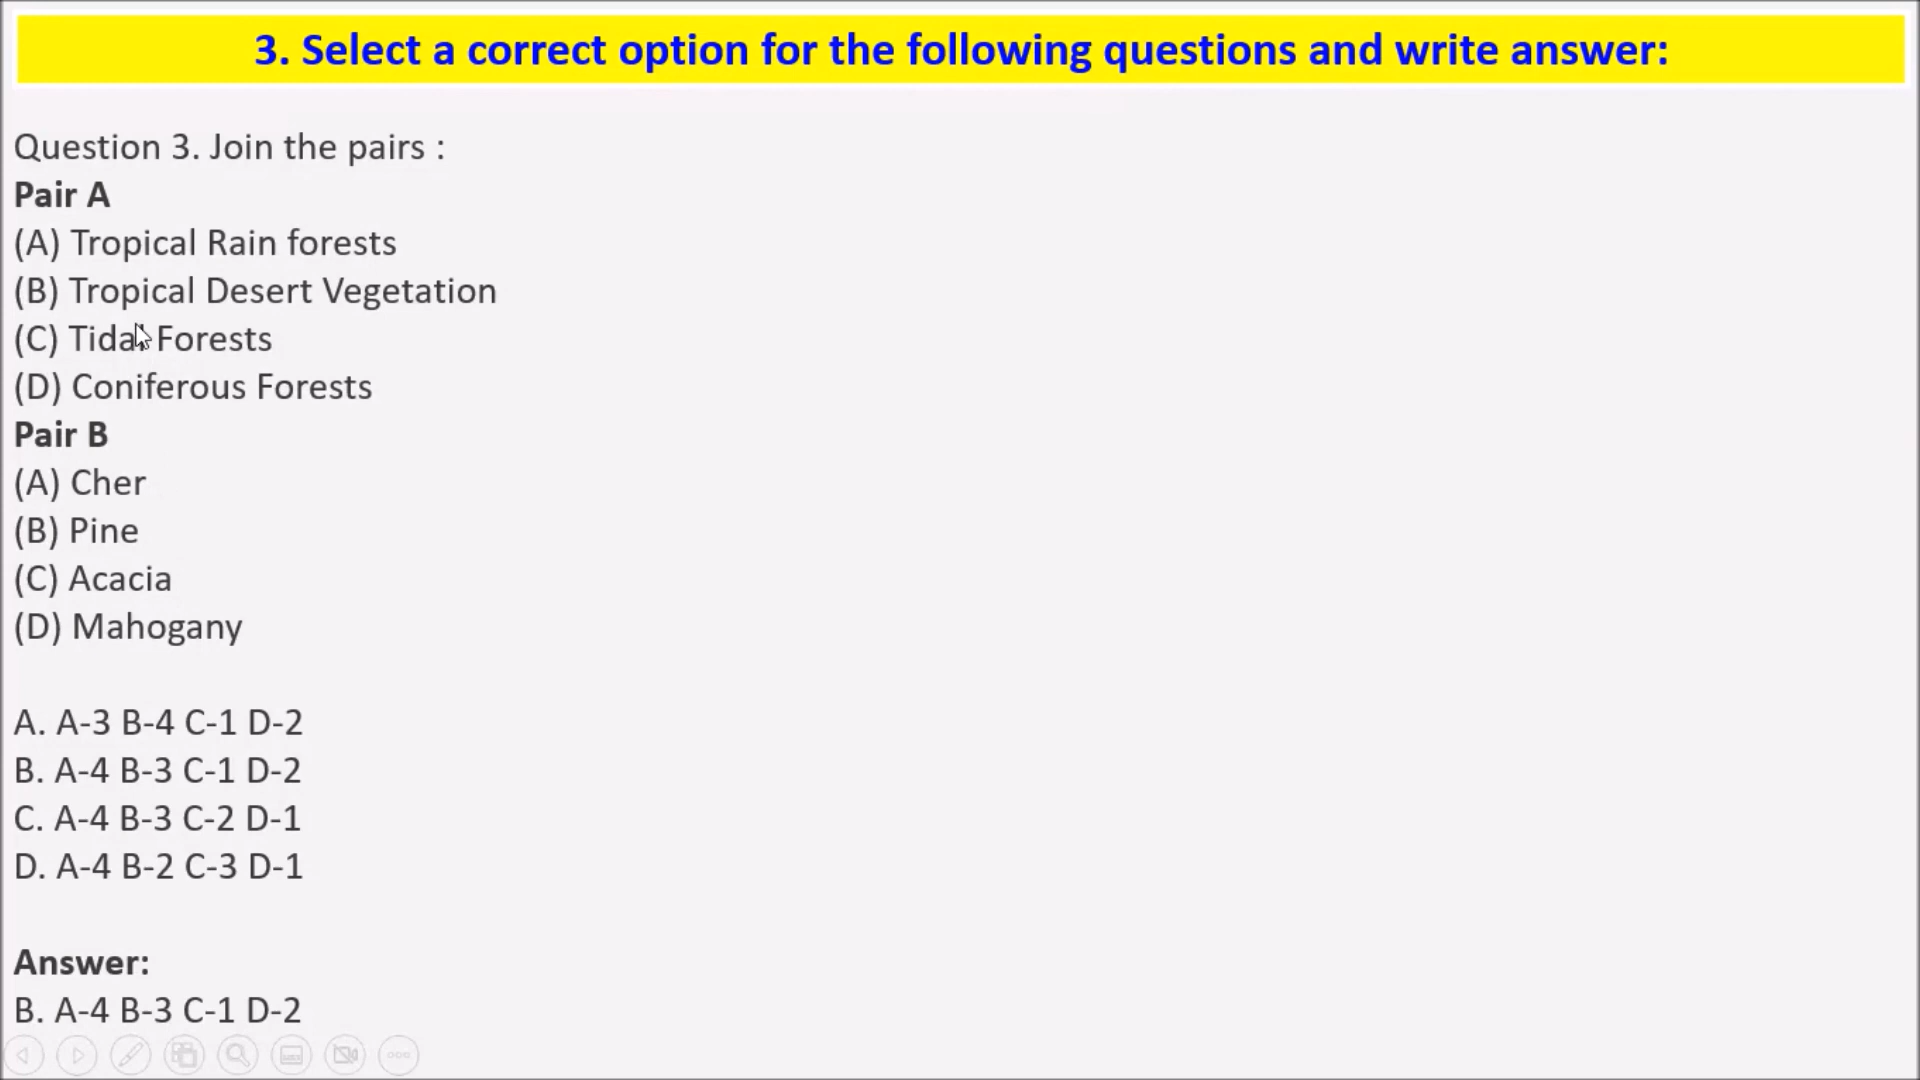 3. Select a correct option for the following questions and write answer:
Question 3. Join the pairs :
Pair A
(A) Tropical Rain forests
(B) Tropical Desert Vegetation
(C) Tidal Forests
(D) Coniferous Forests
Pair B
(A) Cher
(B) Pine
(C) Acacia
(D) Mahogany
A. A-3 B-4 C-1 D-2
B. A-4 B-3 C-1 D-2
C. A-4 B-3 C-2 D-1
D. A-4 B-2 C-3 D-1
Answer:
B. A-4 B-3 C-1 D-2